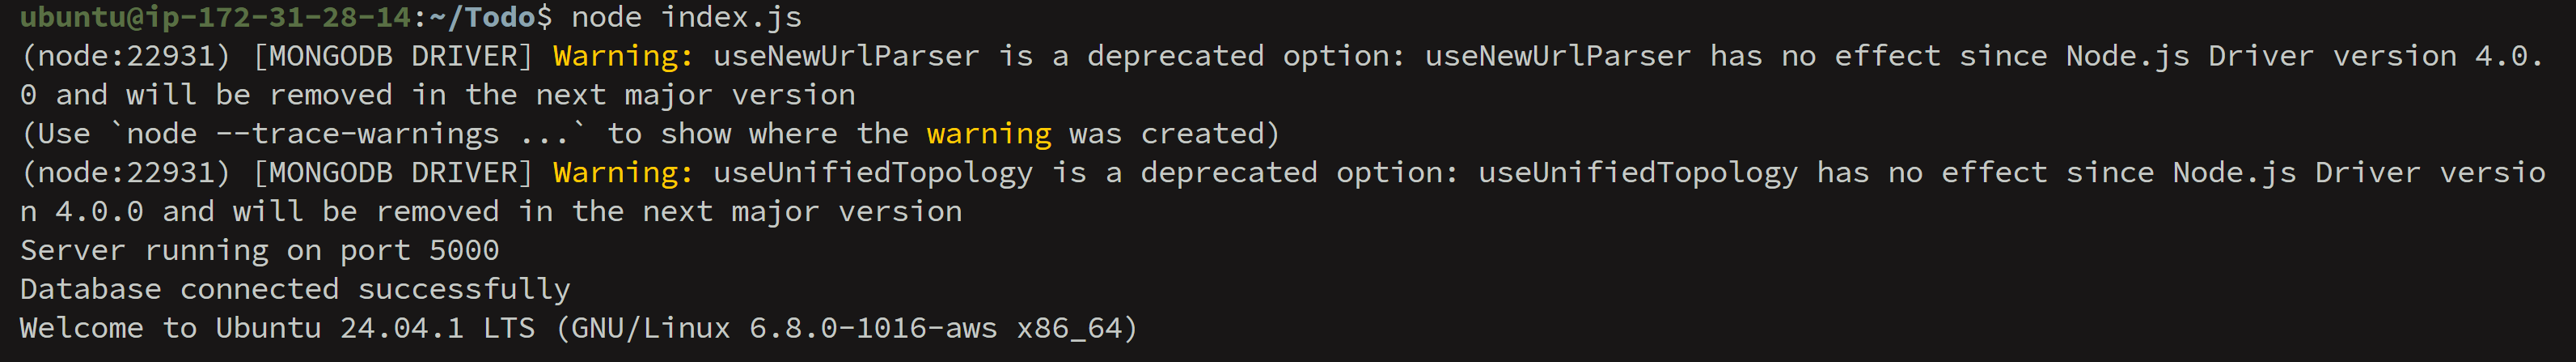 ubuntu@ip-172-31-28-14:~/Todo$ node index.js
(node:22931) [MONGODB DRIVER] Warning: useNewUrlParser is a deprecated option: useNewUrlParser has no effect since Node.js Driver version 4.0.
0 and will be removed in the next major version
(Use `node --trace-warnings ...` to show where the warning was created)
(node:22931) [MONGODB DRIVER] Warning: useUnifiedTopology is a deprecated option: useUnifiedTopology has no effect since Node.js Driver versio
n 4.0.0 and will be removed in the next major version
Server running on port 5000
Database connected successfully
Welcome to Ubuntu 24.04.1 LTS (GNU/Linux 6.8.0-1016-aws x86_64)